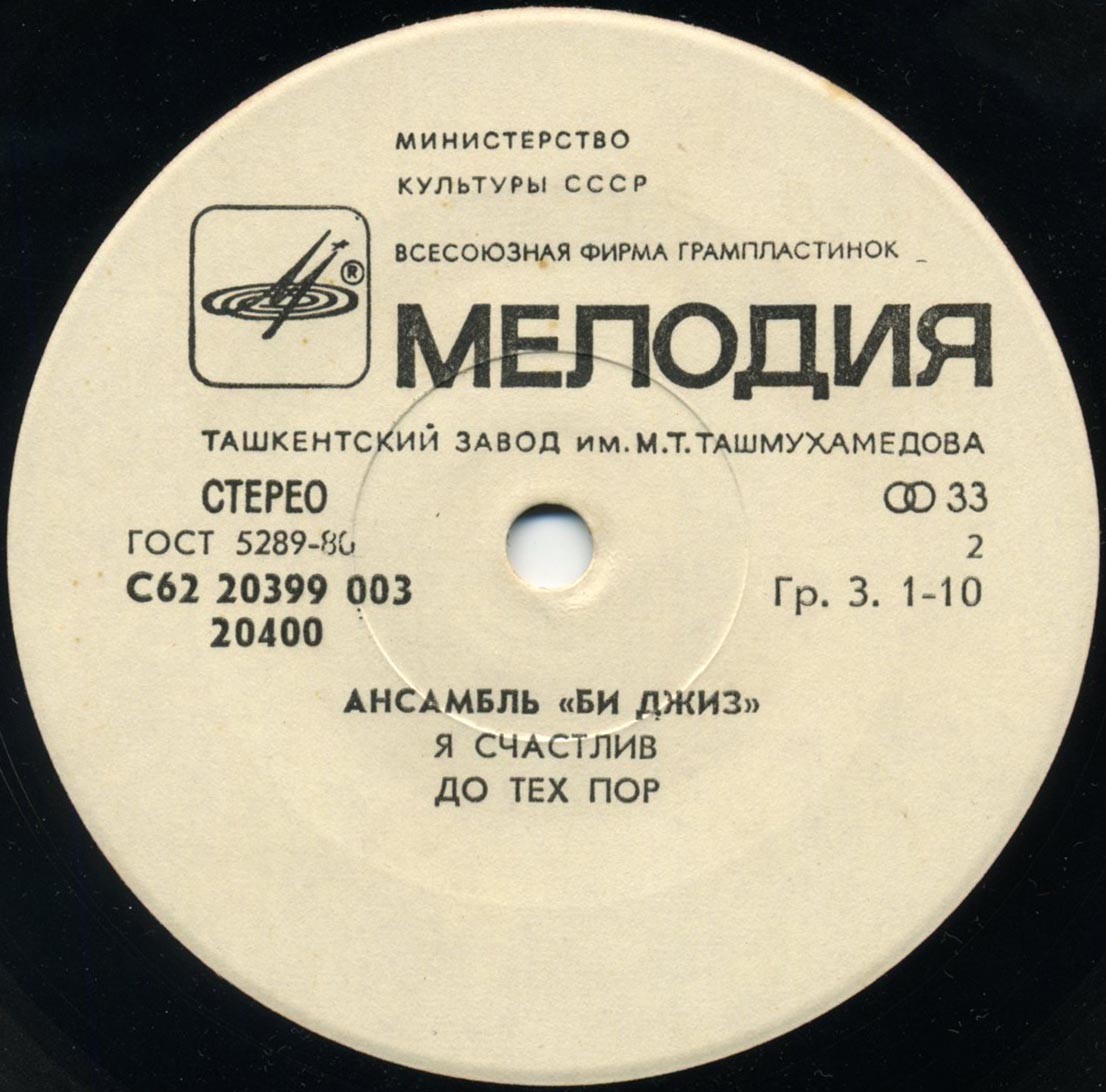 МИНИСТЕРСТВО
КУЛЬТУРЫ СССР
ВСЕСОЮЗНАЯ ФИРМА ГРАМПЛАСТИНОК
®
МЕЛОДИЯ
ТАШКЕНТСКИЙ ЗАВОД им. М.Т. ТАШМУХАМЕДОВА
СТЕРЕО 33
ГОСТ 5289-80 2
С62 20399 003 Гр. 3. 1-10
20400
АНСАМБЛЬ «БИ ДЖИЗ»
Я СЧАСТЛИВ
ДО ТЕХ ПОР